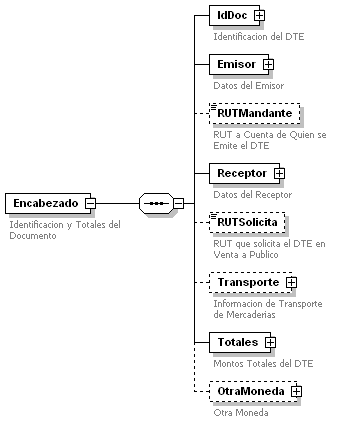 IdDoc
Identificacion del DTE
Emisor
Datos del Emisor
RUTMandante
RUT a Cuenta de Quien se
Emite el DTE
Receptor
Datos del Receptor
Encabezado
Identificacion y Totales del
Documento
RUTSolicita
RUT que solicita el DTE en
Venta a Publico
Transporte
Informacion de Transporte
de Mercaderias
Totales
Montos Totales del DTE
OtraMoneda
Otra Moneda